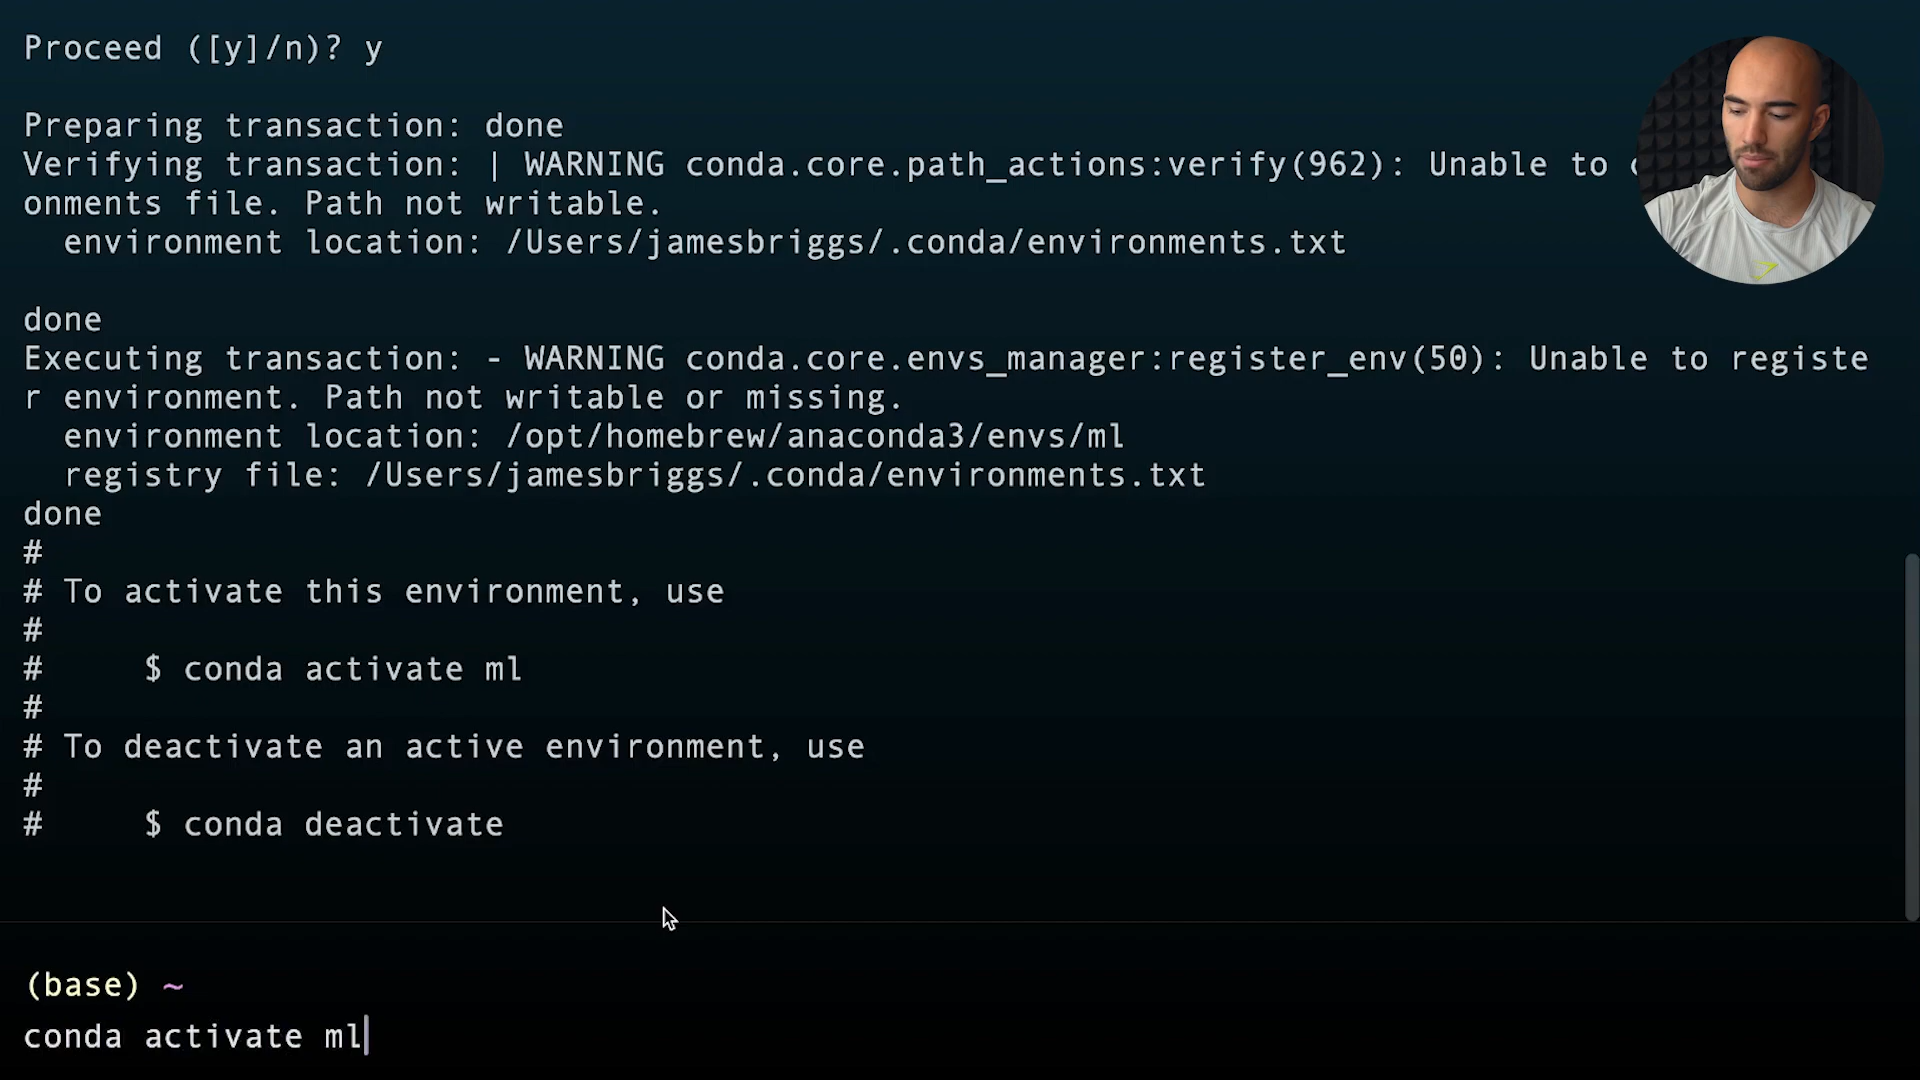 Proceed ([y]/n)? y
Preparing transaction: done
Verifying transaction: | WARNING conda.core.path_actions:verify(962): Unable to
onments file. Path not writable.
environment location: /Users/jamesbriggs/.conda/environments.txt
done
Executing transaction: - WARNING conda.core.envs_manager:register_env(50): Unable to registe
r environment. Path not writable or missing.
environment location: /opt/homebrew/anaconda3/envs/ml
registry file: /Users/jamesbriggs/.conda/environments.txt
done
#
# To activate this environment, use
#
#     $ conda activate ml
#
# To deactivate an active environment, use
#
#     $ conda deactivate
(base) ~
conda activate ml